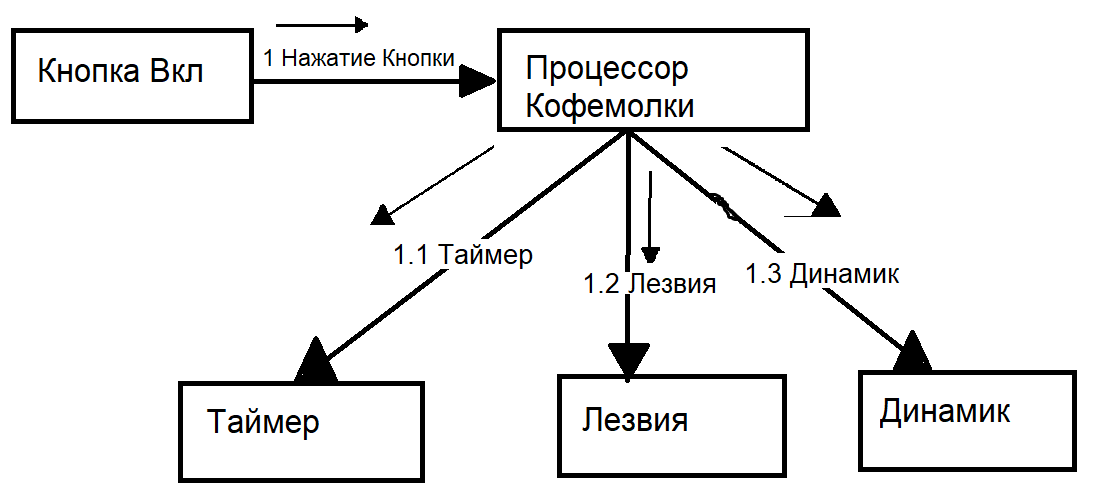 Кнопка Вкл
1 Нажатие Кнопки
Процессор
Кофемолки
1.1 Таймер
1.2 Лезвия
1.3 Динамик
Таймер
Лезвия
Динамик